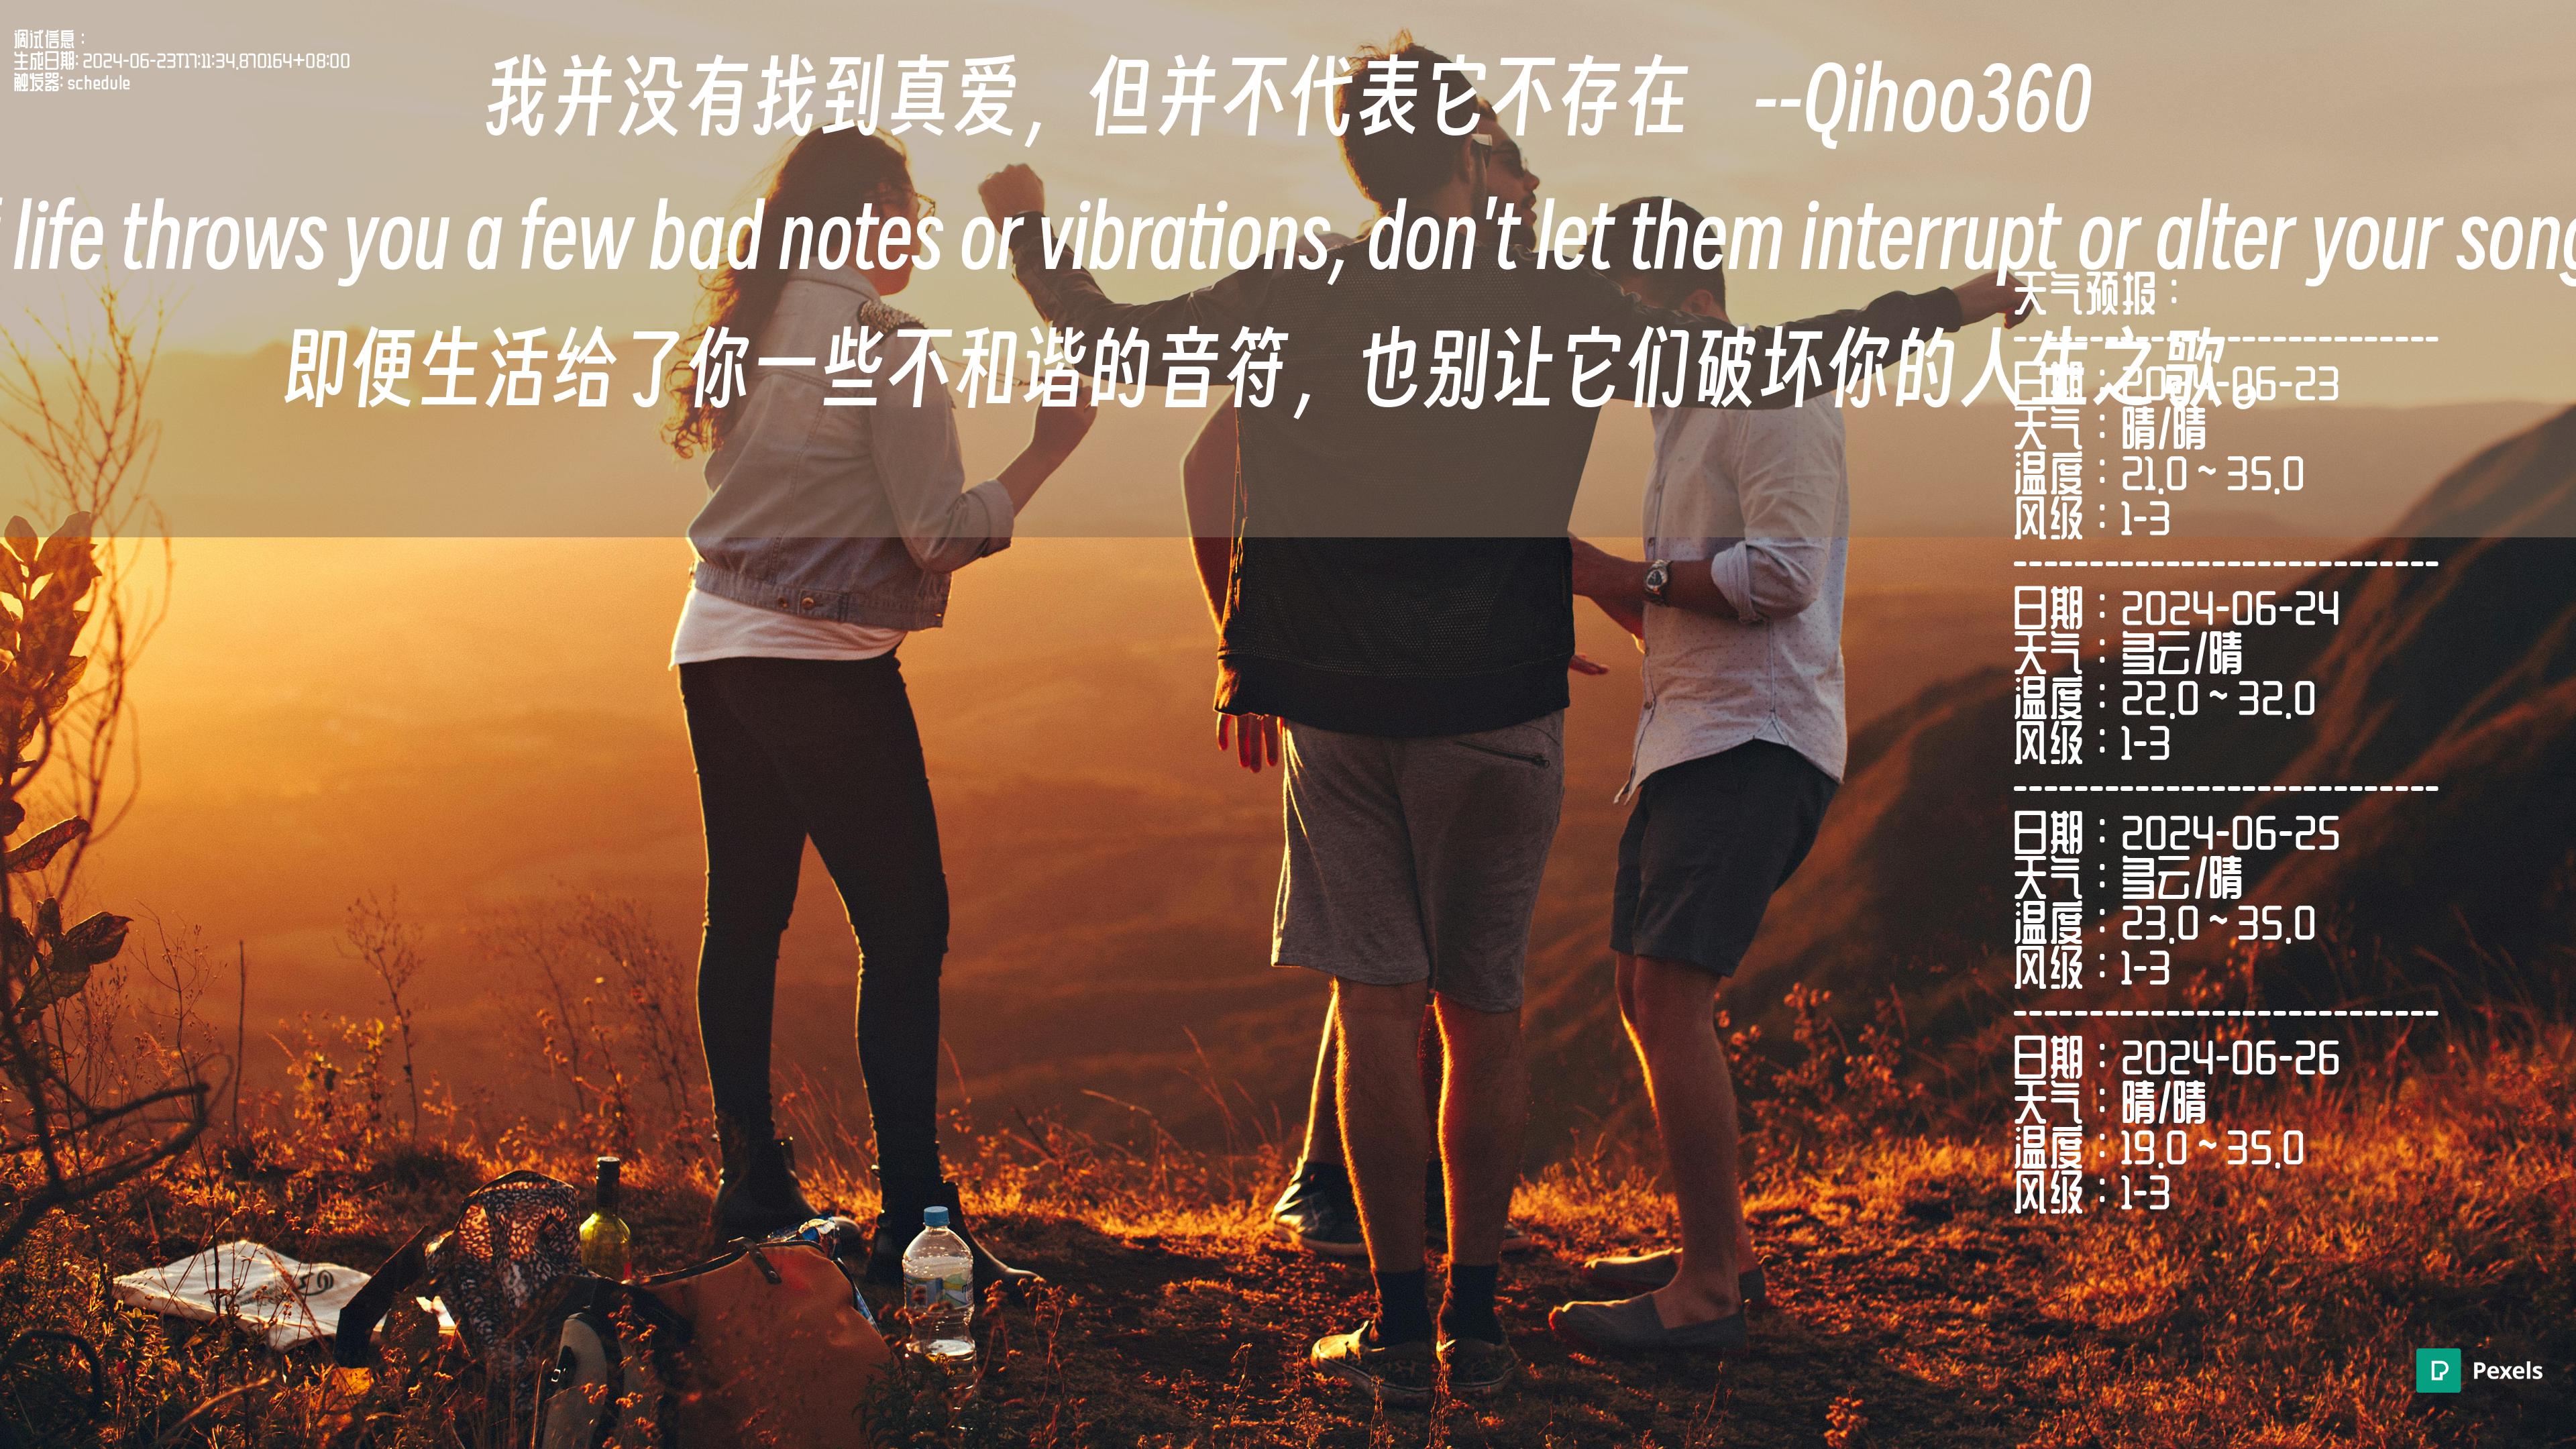 调试信息：
生成日期: 2024-06-23T17:11:34.870164+08:00
触发器: schedule
我并没有找到真爱，但并不代表它不存在 --Qihoo360
life throws you a few bad notes or vibrations, don't let them interrupt or alter your song
即便生活给了你一些不和谐的音符，也别让它们破坏你的人生之歌。
天气预报：
----------------------------
日期：2024-06-23
天气：晴/晴
温度：21.0 ~ 35.0
风级：1-3
----------------------------
日期：2024-06-24
天气：多云/晴
温度：22.0 ~ 32.0
风级：1-3
----------------------------
日期：2024-06-25
天气：多云/晴
温度：23.0 ~ 35.0
风级：1-3
----------------------------
日期：2024-06-26
天气：晴/晴
温度：19.0 ~ 35.0
风级：1-3
Pexels